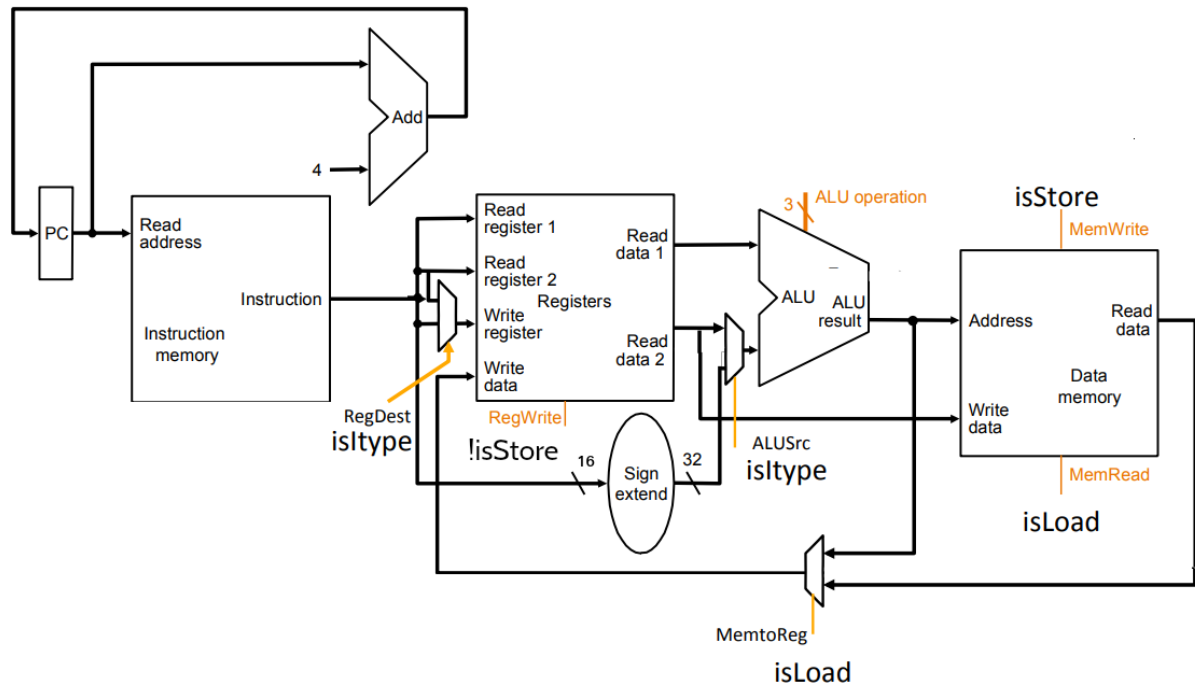 Add
4
PC
Read
address
Instruction
Instruction
memory
Read
register 1
Read
register 2
Write
register
Write
data
Registers
Read
data 1
Read
data 2
RegDest
isItype
RegWrite
!isStore
16
Sign
extend
32
3
ALU operation
ALU
ALU
result
ALUSrc
isItype
isStore
MemWrite
Address
Read
data
Data
memory
Write
data
MemRead
isLoad
MemtoReg
isLoad